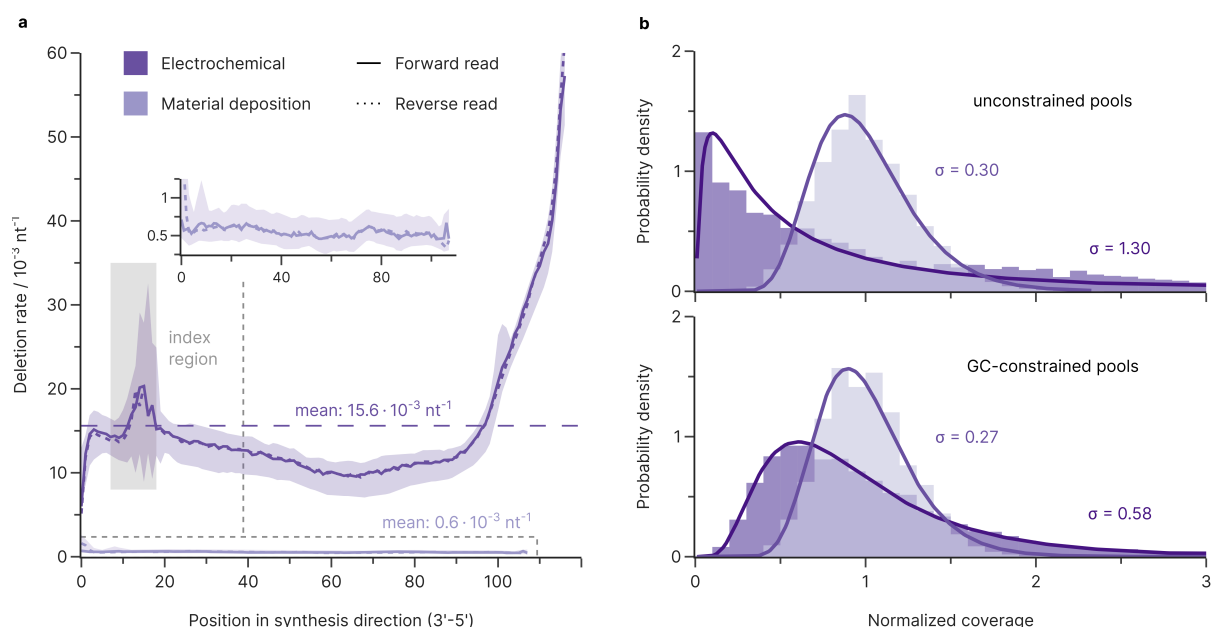 a
60
50
40
30
20
10
0
Deletion rate / 10⁻³ nt⁻¹
Electrochemical
Material deposition
Forward read
Reverse read
1
0.5
0
40
80
index
region
mean: 15.6 · 10⁻³ nt⁻¹
mean: 0.6 · 10⁻³ nt⁻¹
0
20
40
60
80
100
Position in synthesis direction (3'-5')
b
2
1
0
Probability density
unconstrained pools
σ = 0.30
σ = 1.30
2
1
0
Probability density
GC-constrained pools
σ = 0.27
σ = 0.58
0
1
2
3
Normalized coverage